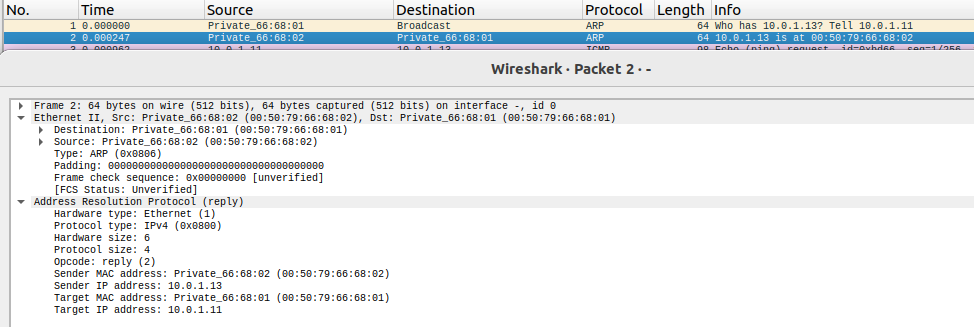 No. Time Source Destination Protocol Length Info
1 0.000000 Private_66:68:01 Broadcast ARP 64 Who has 10.0.1.13? Tell 10.0.1.11
2 0.000247 Private_66:68:02 Private_66:68:01 ARP 64 10.0.1.13 is at 00:50:79:66:68:02
3 0.000962 10.0.1.11 10.0.1.13 ICMP 98 Echo (ping) request id=0xbd66, seq=1/256
Wireshark · Packet 2 · -
Frame 2: 64 bytes on wire (512 bits), 64 bytes captured (512 bits) on interface -, id 0
Ethernet II, Src: Private_66:68:02 (00:50:79:66:68:02), Dst: Private_66:68:01 (00:50:79:66:68:01)
Destination: Private_66:68:01 (00:50:79:66:68:01)
Source: Private_66:68:02 (00:50:79:66:68:02)
Type: ARP (0x0806)
Padding: 000000000000000000000000000000000000
Frame check sequence: 0x00000000 [unverified]
[FCS Status: Unverified]
Address Resolution Protocol (reply)
Hardware type: Ethernet (1)
Protocol type: IPv4 (0x0800)
Hardware size: 6
Protocol size: 4
Opcode: reply (2)
Sender MAC address: Private_66:68:02 (00:50:79:66:68:02)
Sender IP address: 10.0.1.13
Target MAC address: Private_66:68:01 (00:50:79:66:68:01)
Target IP address: 10.0.1.11